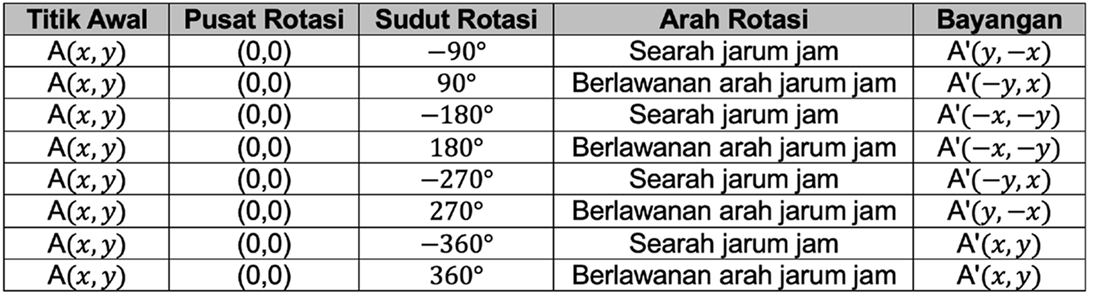 Titik Awal Pusat Rotasi Sudut Rotasi Arah Rotasi Bayangan
A(x, y) (0,0) −90° Searah jarum jam A'(y, −x)
A(x, y) (0,0) 90° Berlawanan arah jarum jam A'(−y, x)
A(x, y) (0,0) −180° Searah jarum jam A'(−x, −y)
A(x, y) (0,0) 180° Berlawanan arah jarum jam A'(−x, −y)
A(x, y) (0,0) −270° Searah jarum jam A'(−y, x)
A(x, y) (0,0) 270° Berlawanan arah jarum jam A'(y, −x)
A(x, y) (0,0) −360° Searah jarum jam A'(x, y)
A(x, y) (0,0) 360° Berlawanan arah jarum jam A'(x, y)